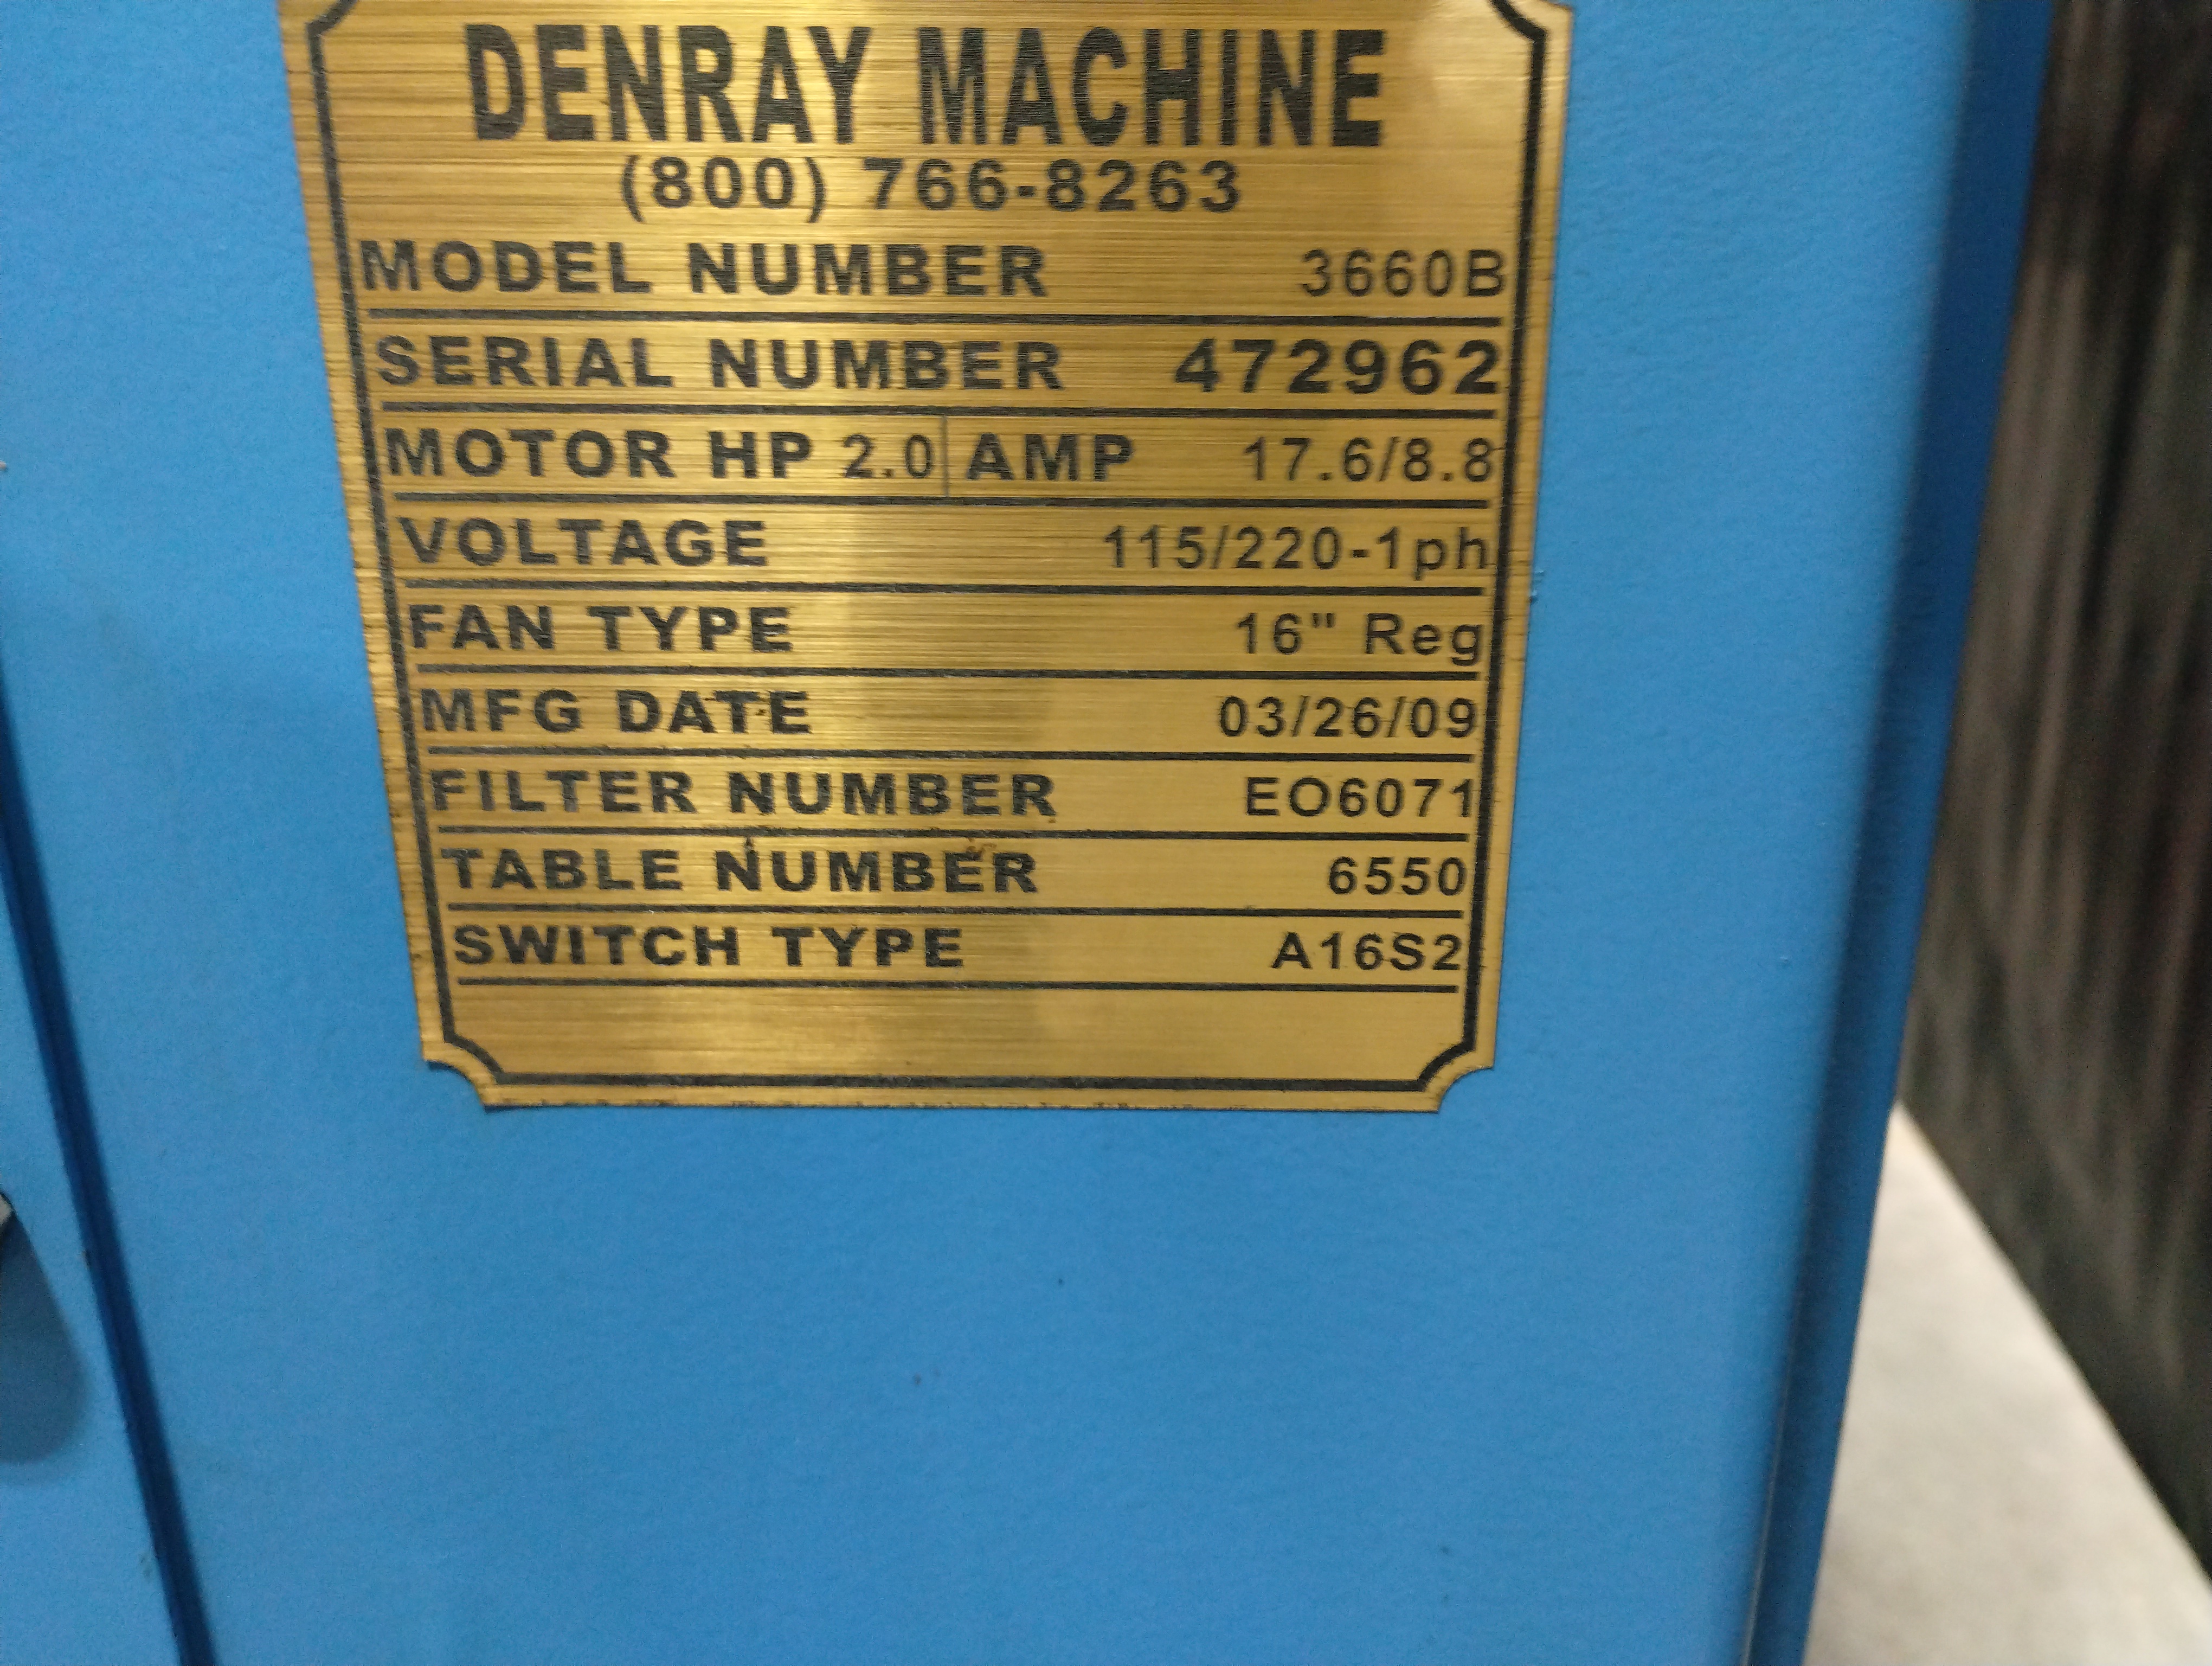 DENRAY MACHINE
(800) 766-8263
MODEL NUMBER 3660B
SERIAL NUMBER 472962
MOTOR HP 2.0 AMP 17.6/8.8
VOLTAGE 115/220-1ph
FAN TYPE 16" Reg
MFG DATE 03/26/09
FILTER NUMBER EO6071
TABLE NUMBER 6550
SWITCH TYPE A16S2